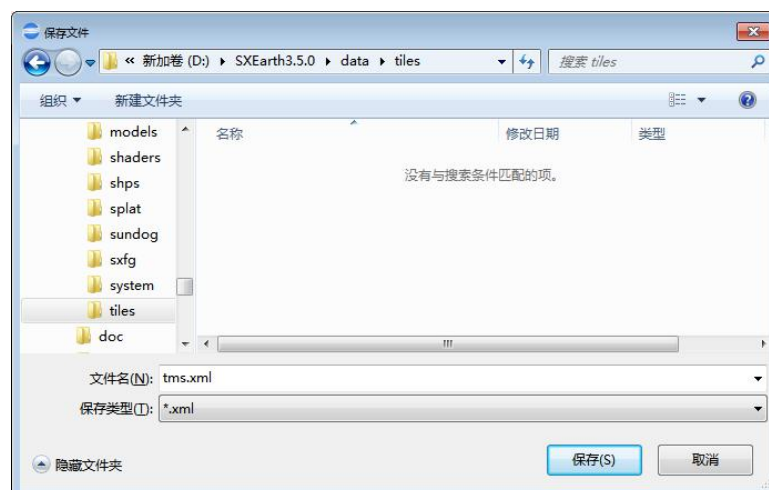 保存文件
« 新加卷 (D:) ▸ SXEarth3.5.0 ▸ data ▸ tiles
搜索 tiles
组织 ▼ 新建文件夹
models
shaders
shps
splat
sundog
sxfg
system
tiles
doc
名称 修改日期 类型
没有与搜索条件匹配的项。
文件名(N): tms.xml
保存类型(T): *.xml
隐藏文件夹 保存(S) 取消